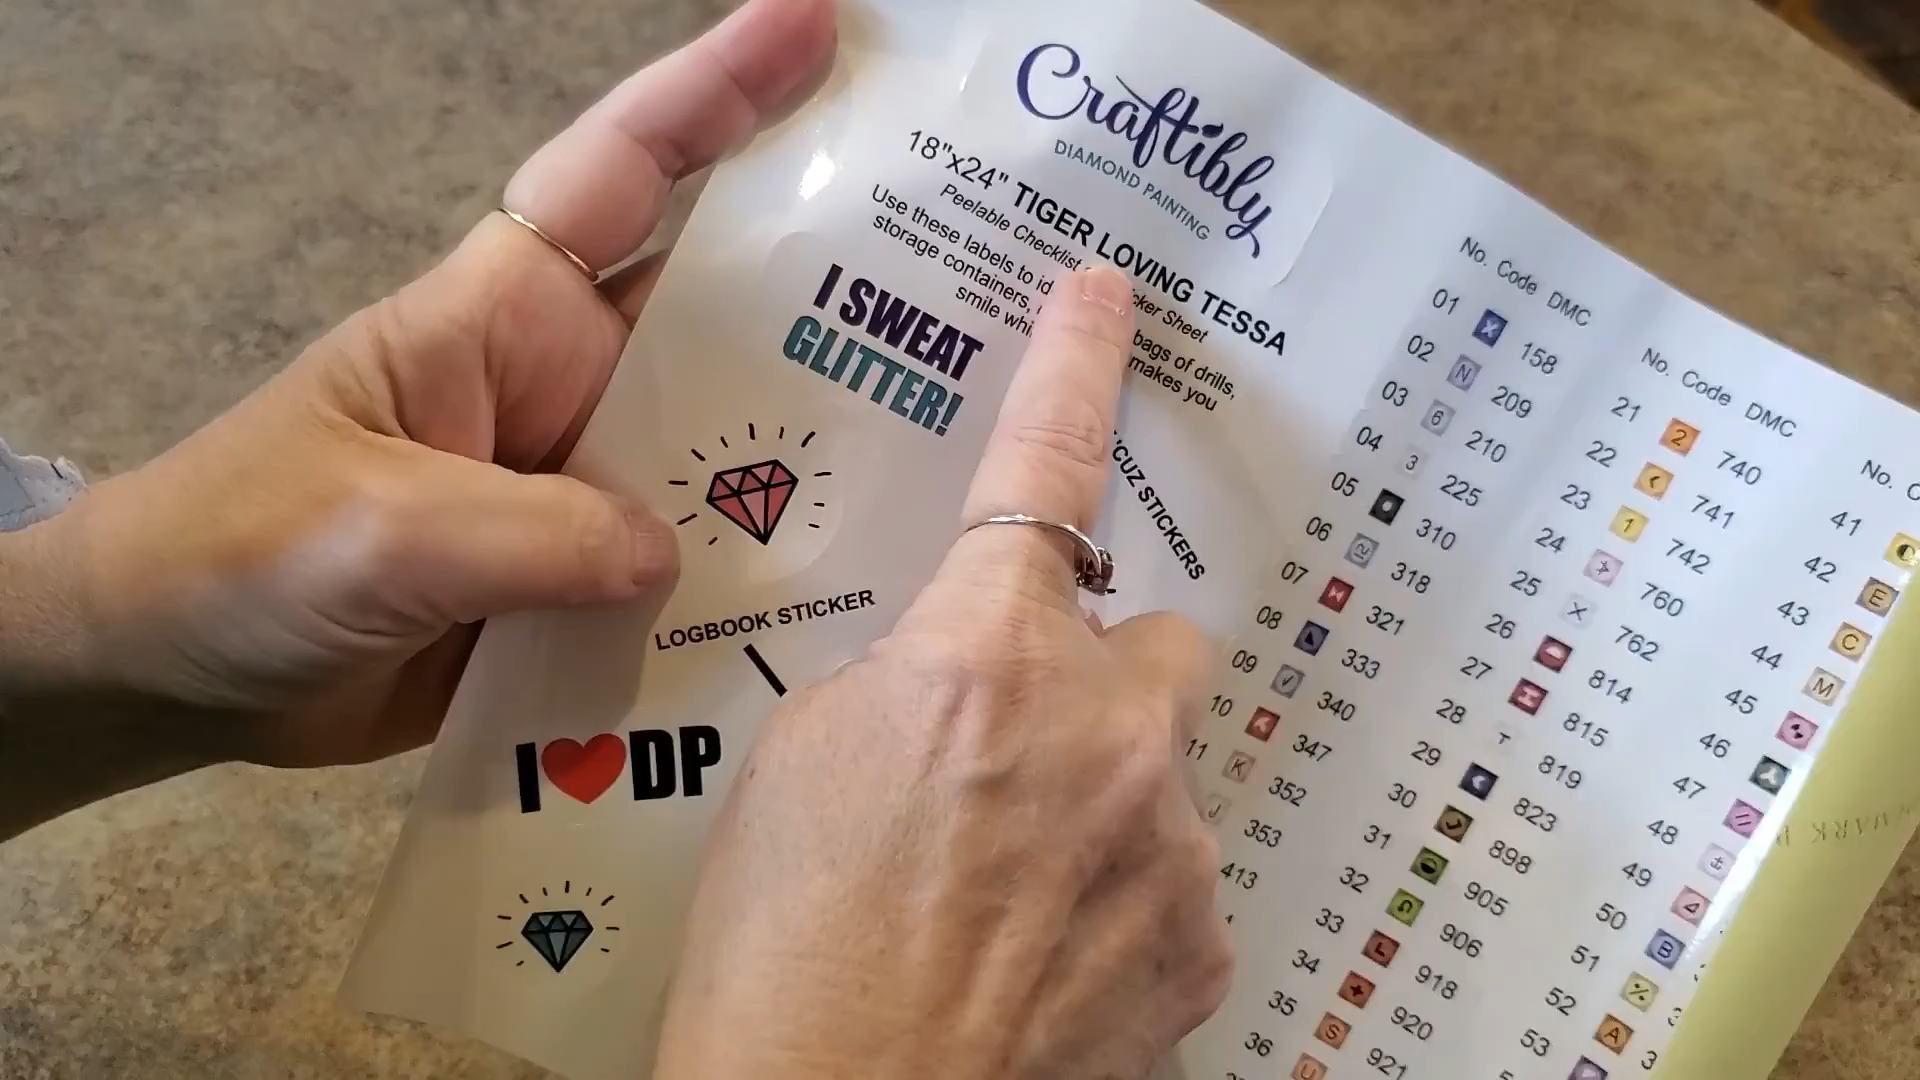 Craftibly
DIAMOND PAINTING
18"x24" TIGER LOVING TESSA
Peelable Checklist Sheet
Use these labels to bags of drills,
storage containers, makes you
smile
I SWEAT
GLITTER!
'CUZ STICKERS
LOGBOOK STICKER
I DP
No. Code DMC
01 X 158
02 N 209
03 6 210
04 3 225
05 310
06 318
07 321
08 333
09 340
10 347
11 K 352
J 353
413
No. Code DMC
21 2 740
22 741
23 1 742
24 760
25 X 762
26 814
27 815
28 T 819
29 823
30 898
31 905
32 906
33 L 918
34 920
35 S 921
36 U
No.
41
42 E
43 C
44 M
45
46
47
48
49
50
51 B
52 %
53 A